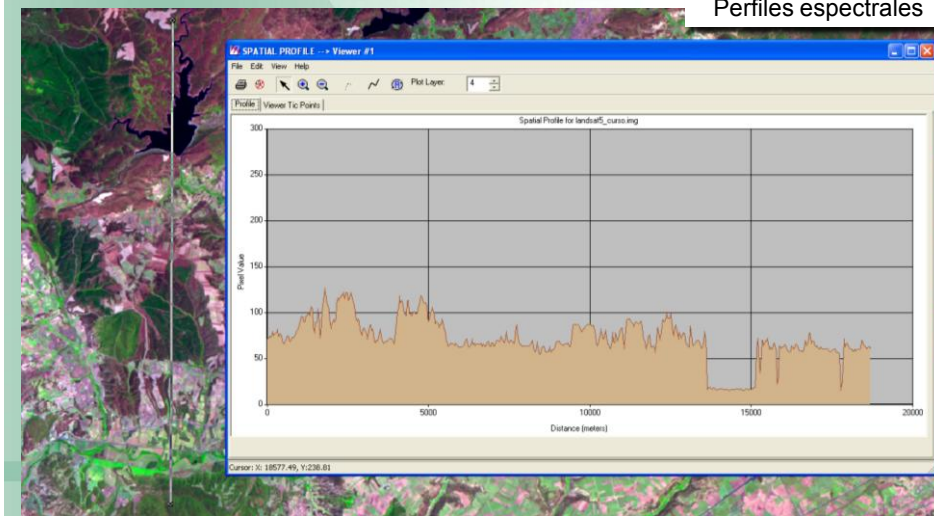 Perfiles espectrales
SPATIAL PROFILE --> Viewer #1
File Edit View Help
Plot Layer: 4
Profile Viewer Tic Points
Spatial Profile for landsat5_curso.img
300
250
200
150
100
50
0
Pixel Value
0 5000 10000 15000 20000
Distance (meters)
Cursor: X: 18577.49, Y:238.81